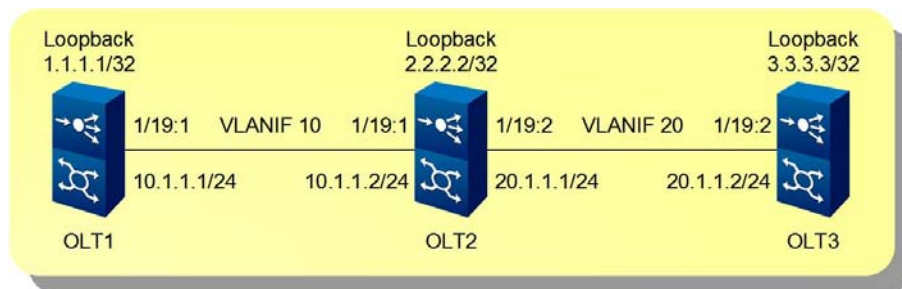 Loopback
1.1.1.1/32
Loopback
2.2.2.2/32
Loopback
3.3.3.3/32
1/19:1 VLANIF 10 1/19:1
1/19:2 VLANIF 20 1/19:2
10.1.1.1/24 10.1.1.2/24
20.1.1.1/24 20.1.1.2/24
OLT1
OLT2
OLT3